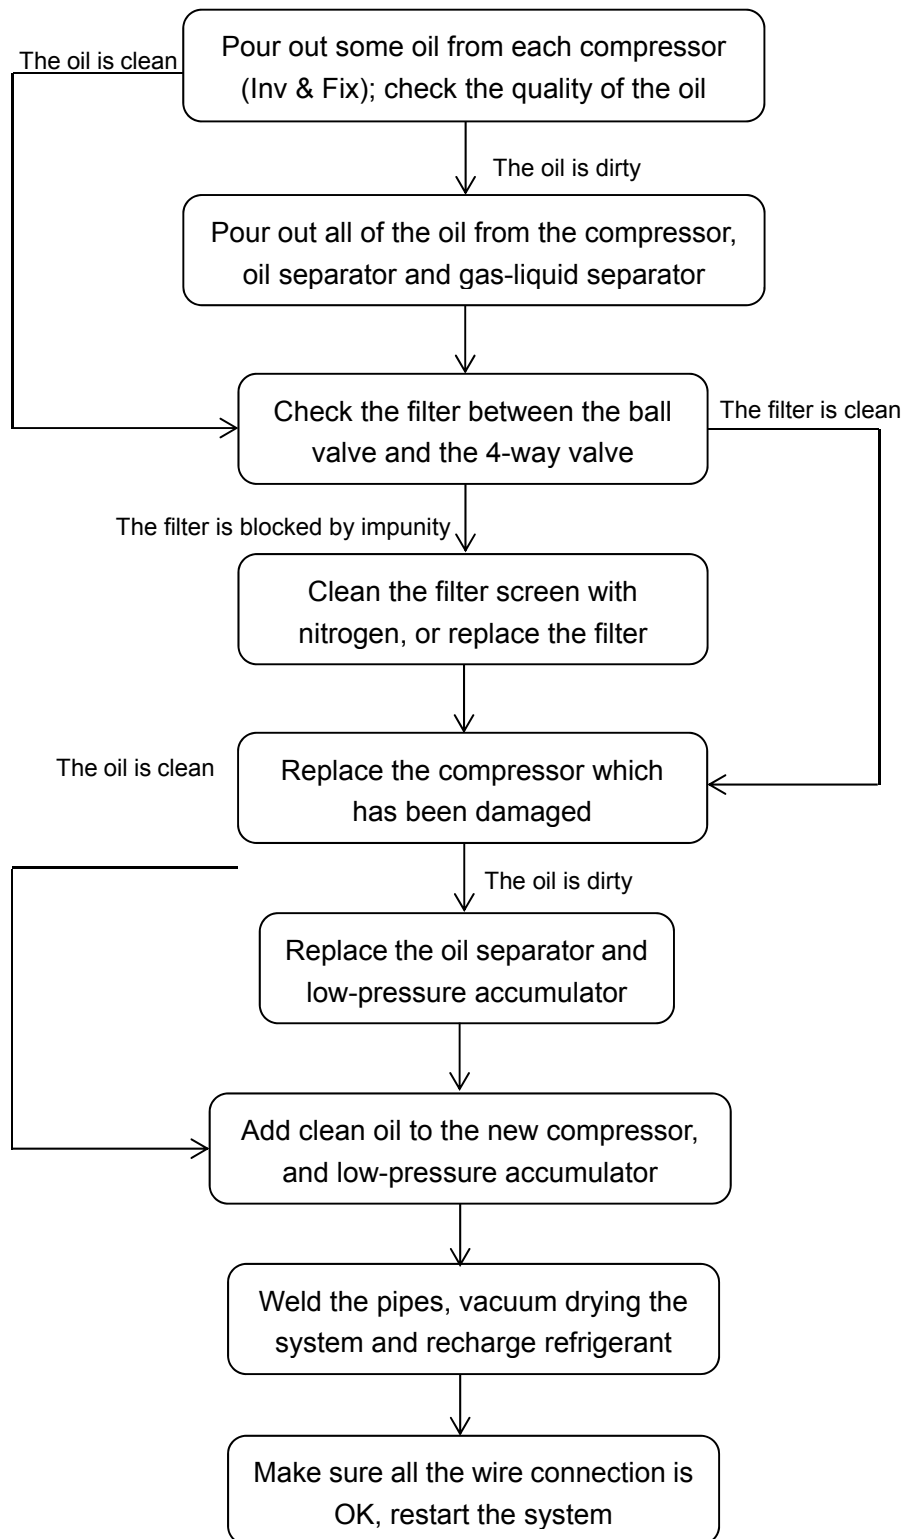 The oil is clean
Pour out some oil from each compressor
(Inv & Fix); check the quality of the oil
The oil is dirty
Pour out all of the oil from the compressor,
oil separator and gas-liquid separator
Check the filter between the ball
valve and the 4-way valve
The filter is clean
The filter is blocked by impunity
Clean the filter screen with
nitrogen, or replace the filter
The oil is clean
Replace the compressor which
has been damaged
The oil is dirty
Replace the oil separator and
low-pressure accumulator
Add clean oil to the new compressor,
and low-pressure accumulator
Weld the pipes, vacuum drying the
system and recharge refrigerant
Make sure all the wire connection is
OK, restart the system